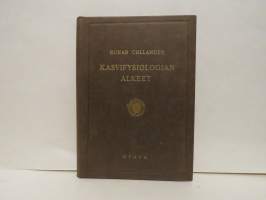 RUNAR COLLANDER
KASVIFYSIOLOGIAN
ALKEET
OTAVA